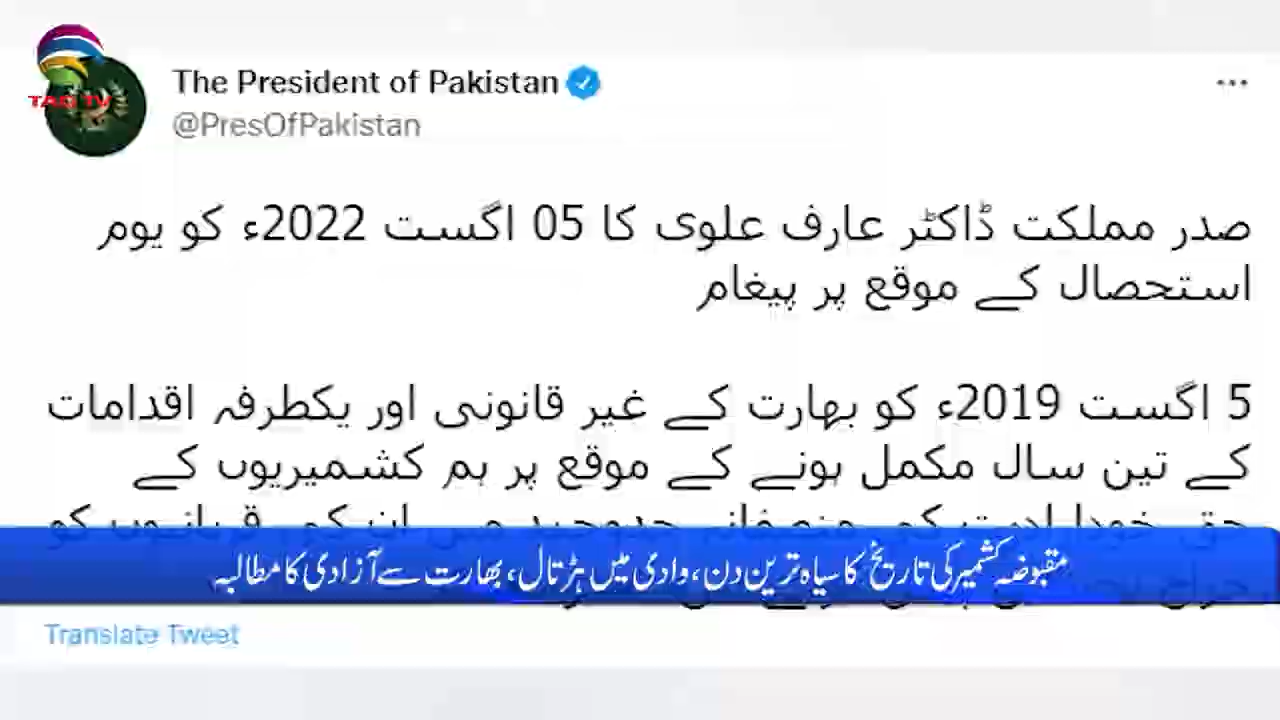 TAG TV
The President of Pakistan
@PresOfPakistan
صدر مملکت ڈاکٹر عارف علوی کا 05 اگست 2022ء کو یوم
استحصال کے موقع پر پیغام
5 اگست 2019ء کو بھارت کے غیر قانونی اور یکطرفہ اقدامات
کے تین سال مکمل ہونے کے موقع پر ہم کشمیریوں کے
مقبوضہ کشمیر کی تاریخ کا سیاہ ترین دن، وادی میں ہڑتال، بھارت سے آزادی کا مطالبہ
Translate Tweet